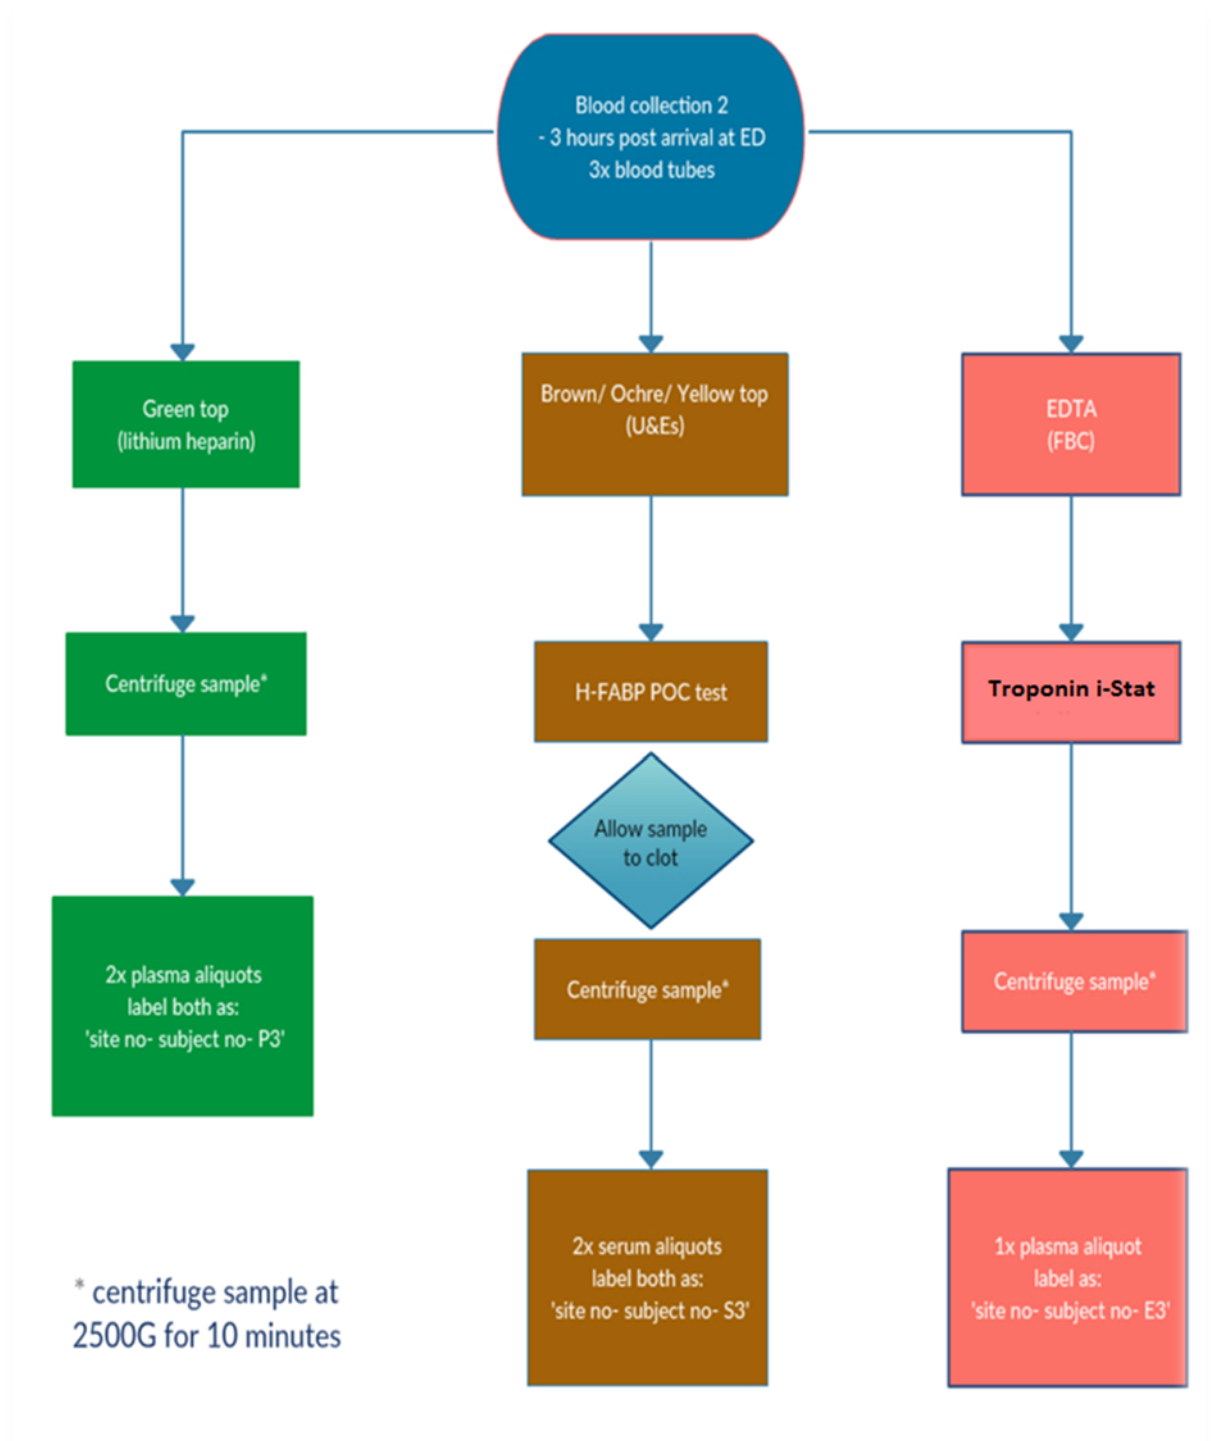 Blood collection 2
- 3 hours post arrival at ED
3x blood tubes
Green top
(lithium heparin)
Brown/ Ochre/ Yellow top
(U&Es)
EDTA
(FBC)
Centrifuge sample*
H-FABP POC test
Troponin i-Stat
Allow sample
to clot
2x plasma aliquots
label both as:
'site no- subject no- P3'
Centrifuge sample*
Centrifuge sample*
2x serum aliquots
label both as:
'site no- subject no- S3'
1x plasma aliquot
label as:
'site no- subject no- E3'
* centrifuge sample at
2500G for 10 minutes